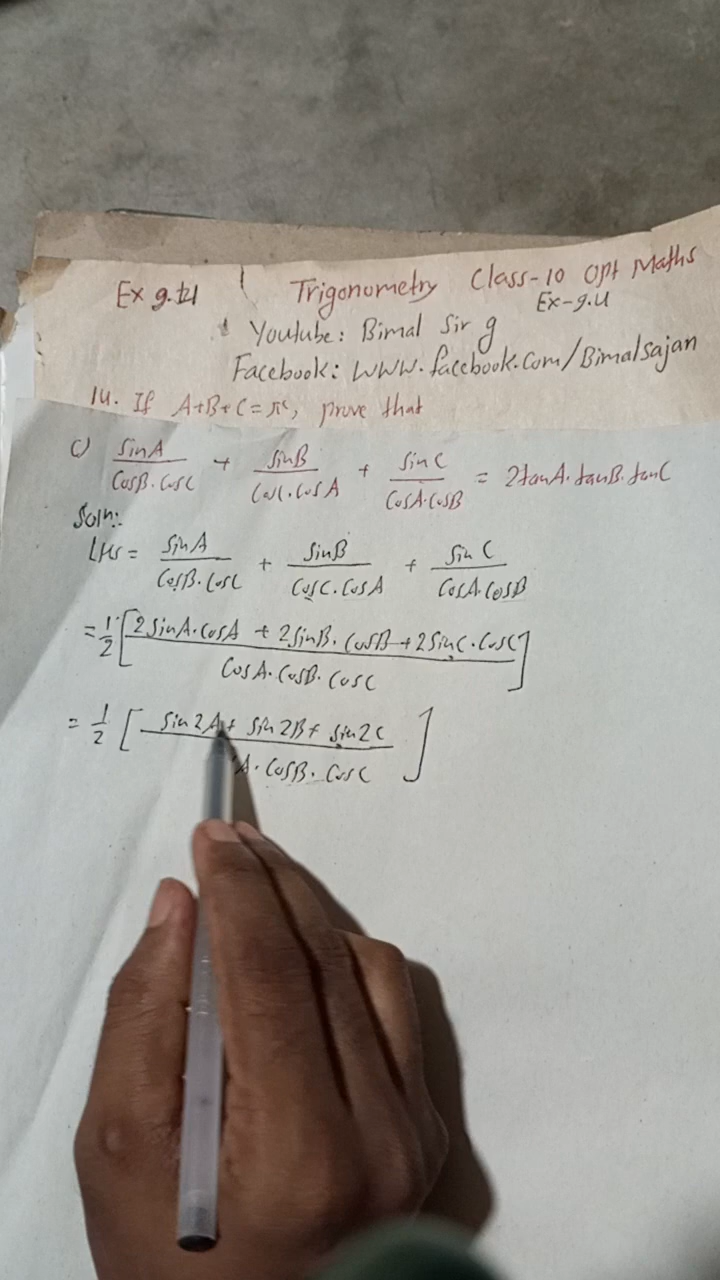 Ex 9.4 Trigonometry Class-10 Opt Maths
Ex-9.4
Youtube: Bimal Sir g
Facebook: www.facebook.com/Bimalsajan
14. If A+B+C=πᶜ, prove that
c) SinA/CosB.CosC + SinB/CosC.CosA + SinC/CosA.CosB = 2tanA.tanB.tanC
Soln:
LHS = SinA/CosB.CosC + SinB/CosC.CosA + SinC/CosA.CosB
= 1/2 [2SinA.CosA + 2SinB.CosB + 2SinC.CosC / CosA.CosB.CosC]
= 1/2 [Sin2A + Sin2B + Sin2C / A.CosB.CosC]